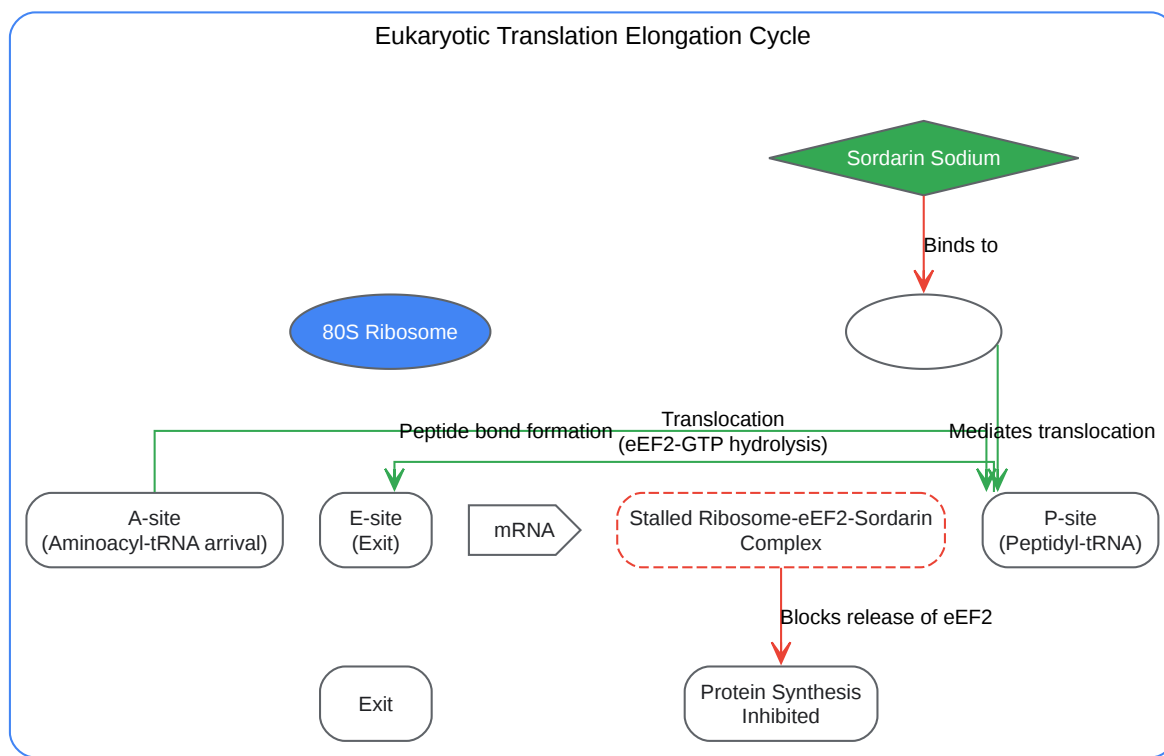 Eukaryotic Translation Elongation Cycle
Sordarin Sodium
Binds to
80S Ribosome
Peptide bond formation
Translocation
(eEF2-GTP hydrolysis)
Mediates translocation
A-site
(Aminoacyl-tRNA arrival)
E-site
(Exit)
mRNA
Stalled Ribosome-eEF2-Sordarin
Complex
P-site
(Peptidyl-tRNA)
Blocks release of eEF2
Exit
Protein Synthesis
Inhibited